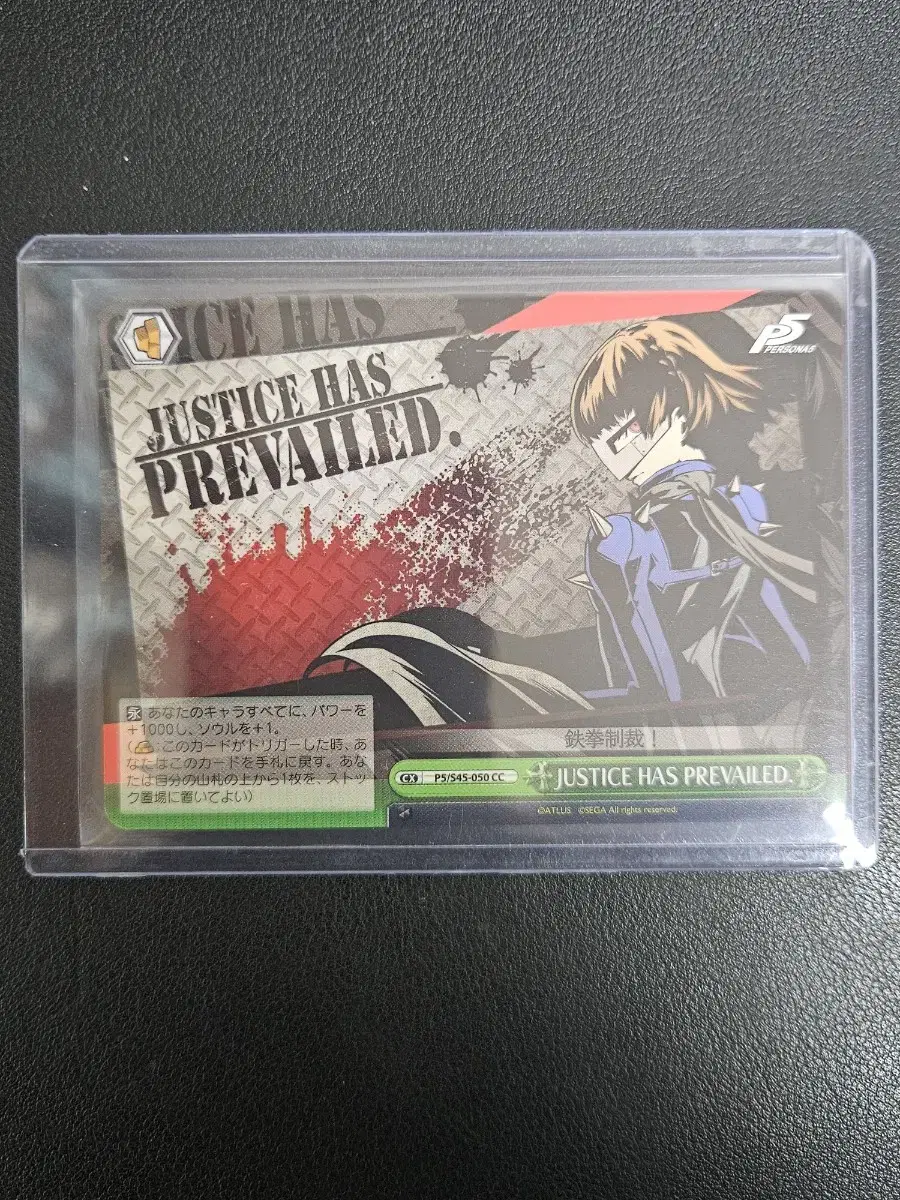 STICE HAS
JUSTICE HAS
PREVAILED.
P5
PERSONA5
永 あなたのキャラすべてに、パワーを
+1000し、ソウルを+1。
(:このカードがトリガーした時、あ
なたはこのカードを手札に戻す。あな
たは自分の山札の上から1枚を、ストッ
ク置場に置いてよい)
鉄拳制裁!
CX P5/S45-050 CC JUSTICE HAS PREVAILED.
©ATLUS ©SEGA All rights reserved.